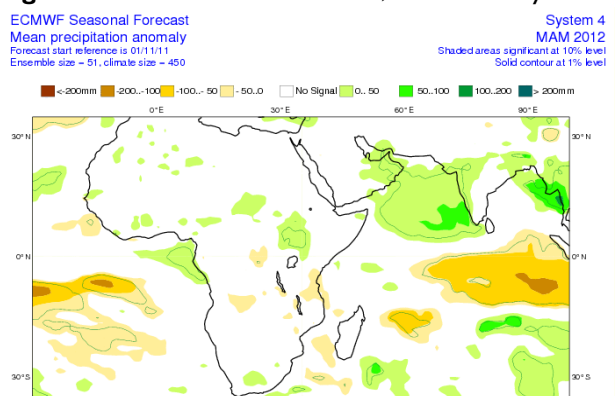 ECMWF Seasonal Forecast
System 4
Mean precipitation anomaly
MAM 2012
Forecast start reference is 01/11/11
Shaded areas significant at 10% level
Ensemble size = 51, climate size = 450
Solid contour at 1% level
<-200mm -200..-100 -100..- 50 - 50..0 No Signal 0.. 50 50..100 100..200 > 200mm
0°E 30°E 60°E 90°E
30°N 30°N
0°N 0°N
30°S 30°S